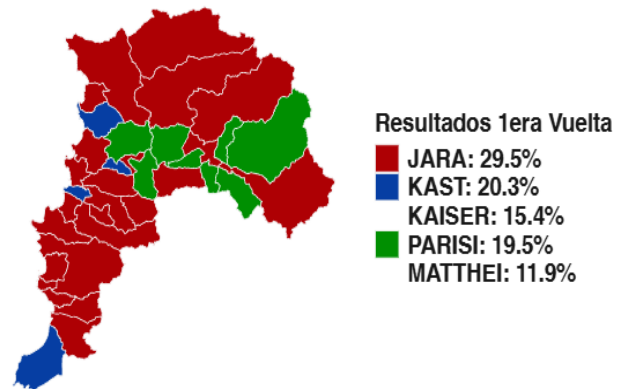 Resultados 1era Vuelta
JARA: 29.5%
KAST: 20.3%
KAISER: 15.4%
PARISI: 19.5%
MATTHEI: 11.9%